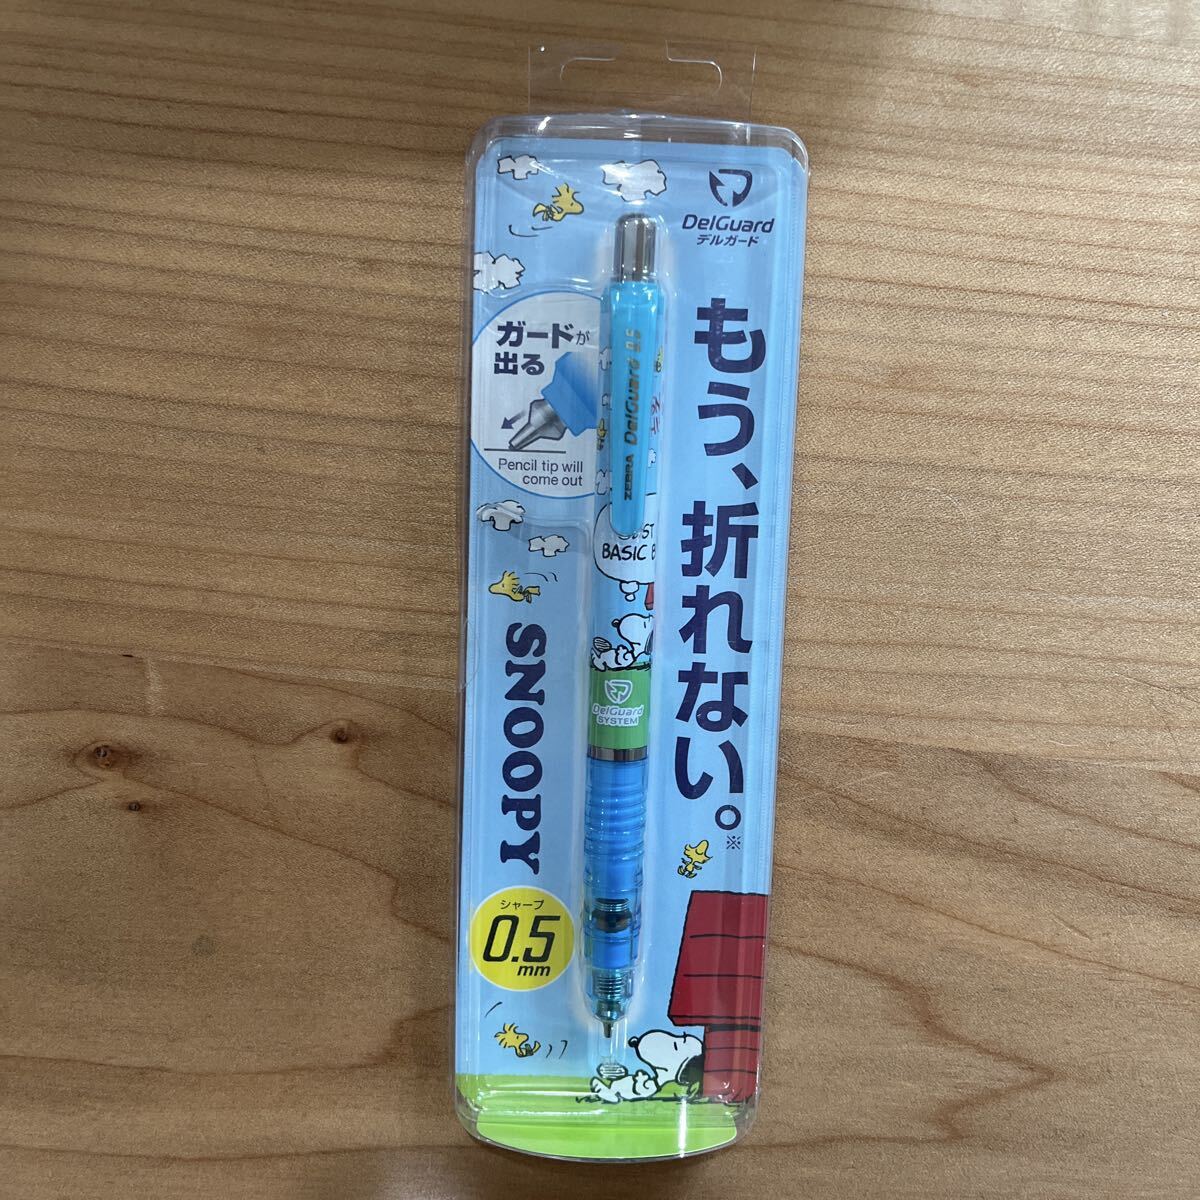 DelGuard
デルガード
もう、折れない。※
ガードが
出る
Pencil tip will
come out
ZEBRA DelGuard 0.5
BASIC B
DelGuard
SYSTEM
SNOOPY
シャープ
0.5
mm